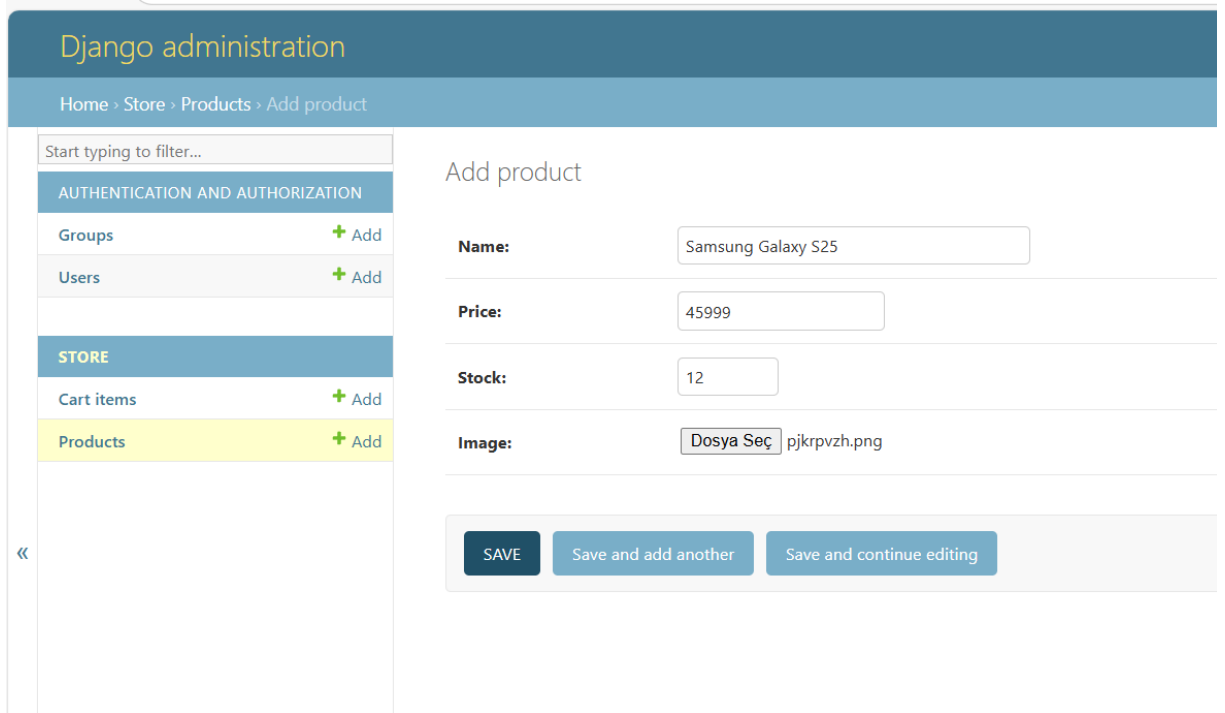 Django administration
Home › Store › Products › Add product
Start typing to filter...
AUTHENTICATION AND AUTHORIZATION
Groups + Add
Users + Add
STORE
Cart items + Add
Products + Add
«
Add product
Name: Samsung Galaxy S25
Price: 45999
Stock: 12
Image: Dosya Seç pjkrpvzh.png
SAVE Save and add another Save and continue editing